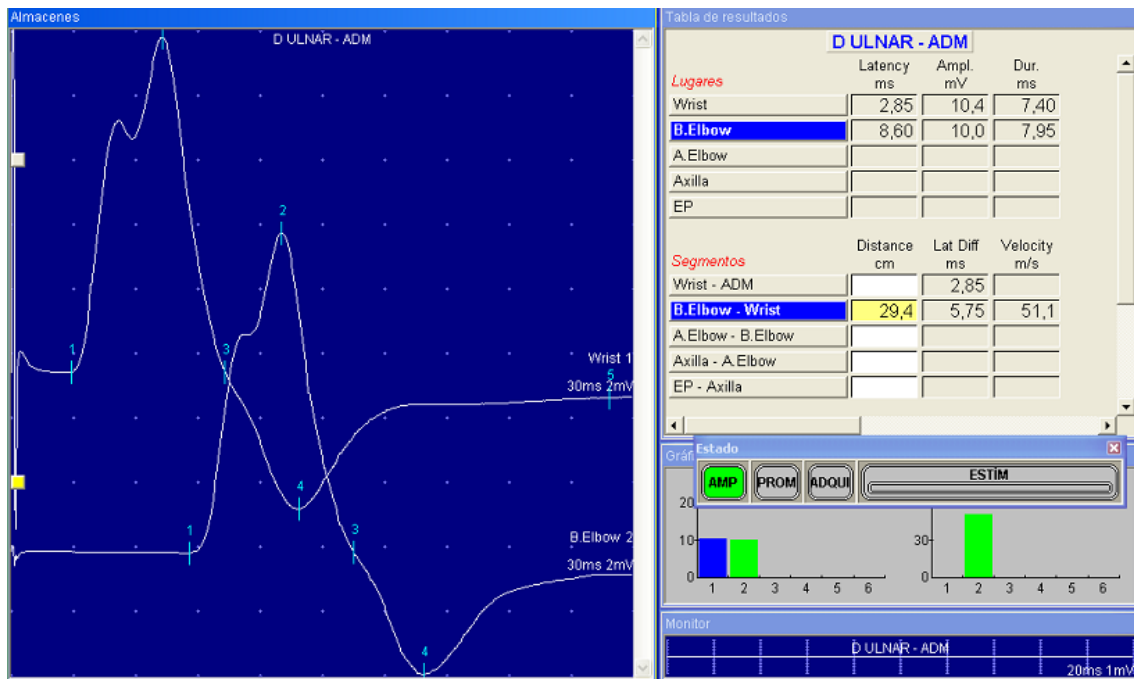 Almacenes
D ULNAR - ADM
1
2
3
4
5
Wrist 1
30ms 2mV
1
2
3
4
B.Elbow 2
30ms 2mV
Tabla de resultados
D ULNAR - ADM
Latency Ampl. Dur.
Lugares ms mV ms
Wrist 2,85 10,4 7,40
B.Elbow 8,60 10,0 7,95
A.Elbow
Axilla
EP
Distance Lat Diff Velocity
Segmentos cm ms m/s
Wrist - ADM 2,85
B.Elbow - Wrist 29,4 5,75 51,1
A.Elbow - B.Elbow
Axilla - A.Elbow
EP - Axilla
Estado
AMP PROM ADQUI ESTÍM
20
10
0
1 2 3 4 5 6
30
0
1 2 3 4 5 6
Monitor
D ULNAR - ADM
20ms 1mV